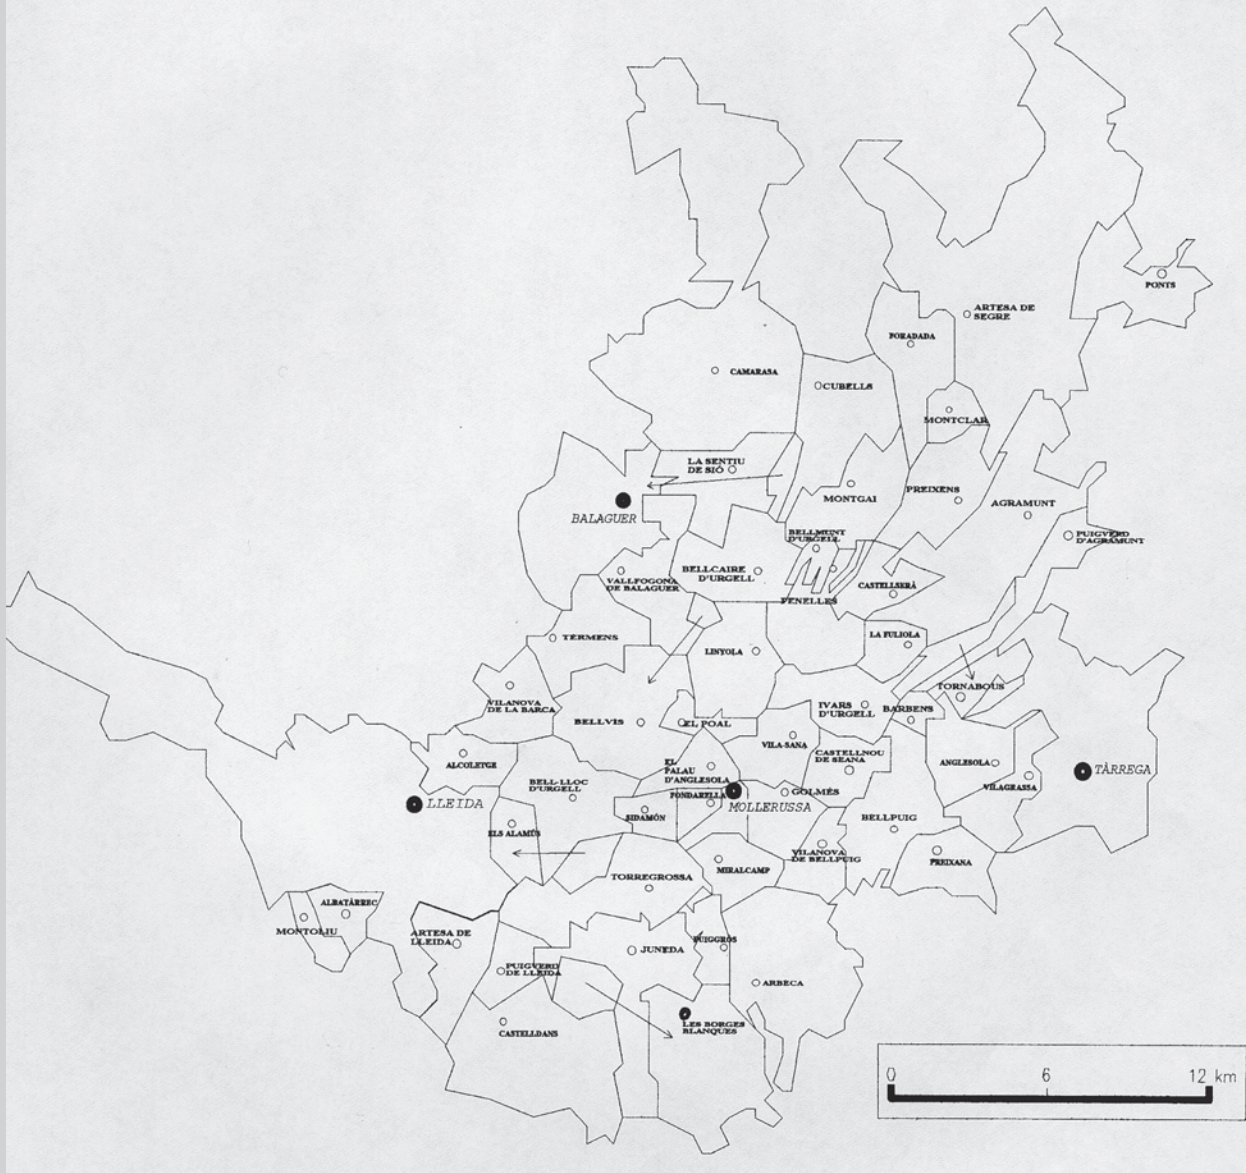 PONTS
ARTESA DE
SEGRE
FORADADA
CAMARASA
CUBELLS
MONTCLAR
LA SENTIU
DE SIÓ
MONTGAI
PREIXENS
AGRAMUNT
BALAGUER
BELLMUNT
D'URGELL
PUIGVERD
D'AGRAMUNT
BELLCAIRE
D'URGELL
VALLFOGONA
DE BALAGUER
CASTELLSERÀ
PENELLES
TÈRMENS
LA FULIOLA
LINYOLA
TORNABOUS
VILANOVA
DE LA BARCA
IVARS
D'URGELL
BARBENS
BELLVÍS
EL POAL
VILA-SANA
CASTELLNOU
DE SEANA
ALCOLETGE
EL
PALAU
D'ANGLESOLA
ANGLESOLA
TÀRREGA
BELL-LLOC
D'URGELL
VILAGRASSA
FONDARELLA
GOLMÉS
LLEIDA
MOLLERUSSA
SIDAMÓN
BELLPUIG
ELS ALAMÚS
VILANOVA
DE BELLPUIG
PREIXANA
MIRALCAMP
TORREGROSSA
ALBATÀRREC
MONTOLIU
ARTESA DE
LLEIDA
PUIGGRÒS
JUNEDA
PUIGVERD
DE LLEIDA
ARBECA
CASTELLDANS
LES BORGES
BLANQUES
0 6 12 km